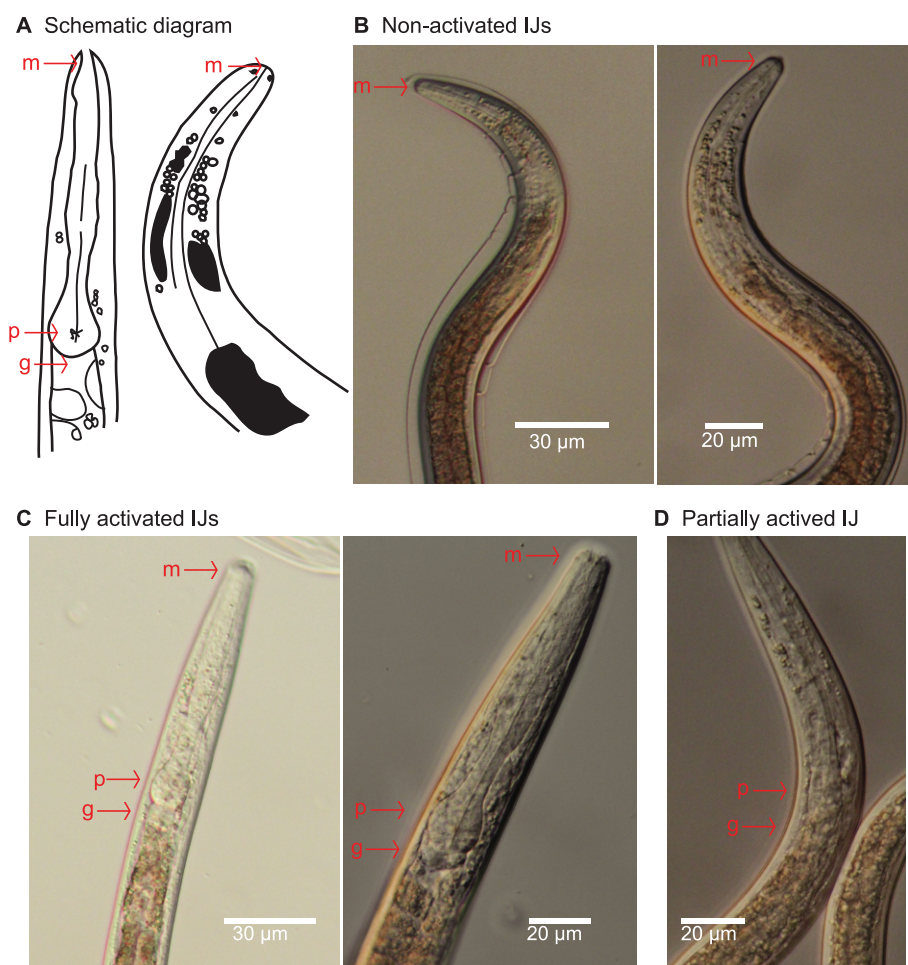 A Schematic diagram
m
m
p
g
B Non-activated IJs
m
m
30 µm
20 µm
C Fully activated IJs
m
m
p
g
p
g
30 µm
20 µm
D Partially actived IJ
p
g
20 µm